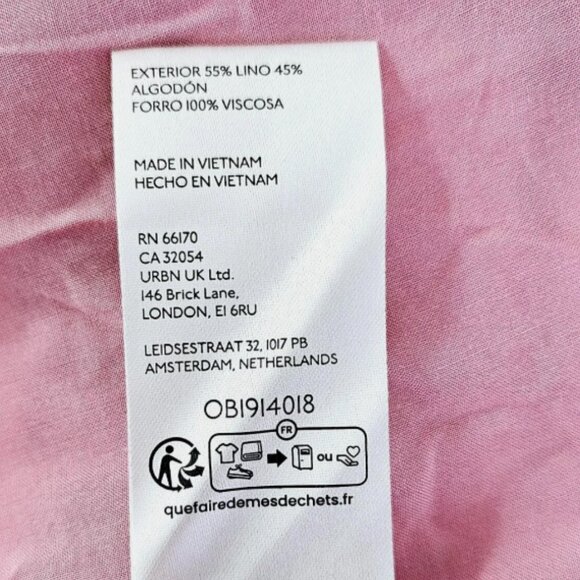 EXTERIOR 55% LINO 45%
ALGODÓN
FORRO 100% VISCOSA
MADE IN VIETNAM
HECHO EN VIETNAM
RN 66170
CA 32054
URBN UK Ltd.
146 Brick Lane,
LONDON, E1 6RU
LEIDSESTRAAT 32, 1017 PB
AMSTERDAM, NETHERLANDS
OB1914018
FR
ou
quefairedemesdechets.fr